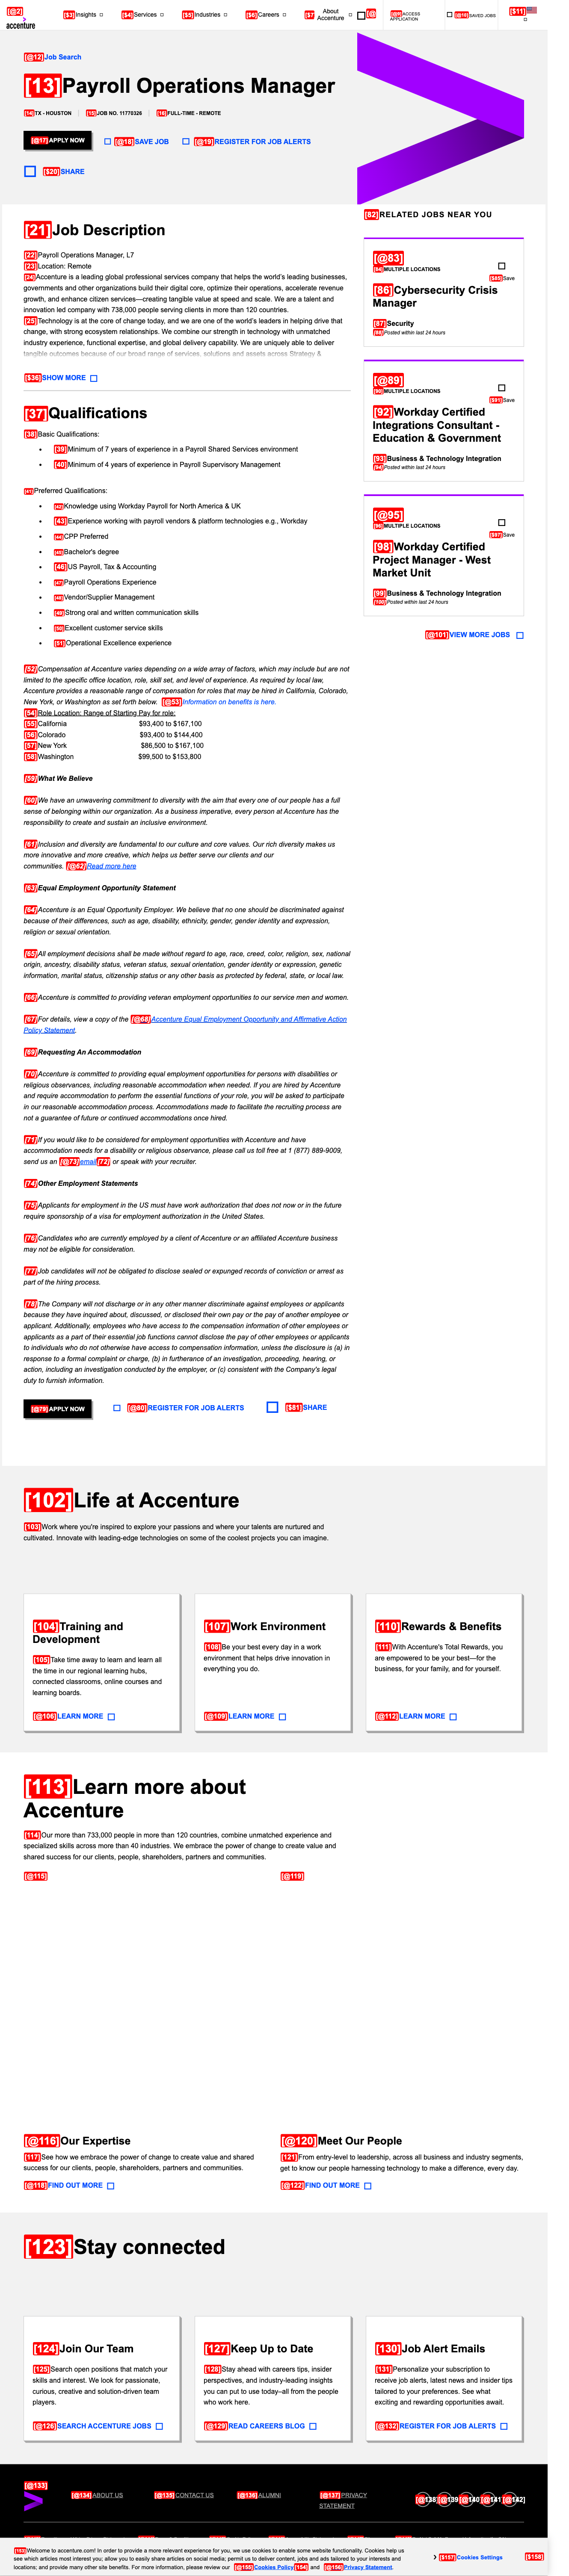 [@2]
accenture
[$3]Insights
[$4]Services
[$5]Industries
[$6]Careers
[$7 About Accenture
[@
ACCESS APPLICATION
[@10]SAVED JOBS
[$11]
[@12]Job Search
[13]Payroll Operations Manager
[14]TX - HOUSTON
[15]JOB NO. 11770326
[16]FULL-TIME - REMOTE
[@17]APPLY NOW
[@18]SAVE JOB
[@19]REGISTER FOR JOB ALERTS
[$20]SHARE
[21]Job Description
[22]Payroll Operations Manager, L7
[23]Location: Remote
[24]Accenture is a leading global professional services company that helps the world's leading businesses,
governments and other organizations build their digital core, optimize their operations, accelerate revenue
growth, and enhance citizen services—creating tangible value at speed and scale. We are a talent and
innovation led company with 738,000 people serving clients in more than 120 countries.
[25]Technology is at the core of change today, and we are one of the world's leaders in helping drive that
change, with strong ecosystem relationships. We combine our strength in technology with unmatched
industry experience, functional expertise, and global delivery capability. We are uniquely able to deliver
tangible outcomes because of our broad range of services, solutions and assets across Strategy &
[$36]SHOW MORE
[37]Qualifications
[38]Basic Qualifications:
• [39]Minimum of 7 years of experience in a Payroll Shared Services environment
• [40]Minimum of 4 years of experience in Payroll Supervisory Management
[41]Preferred Qualifications:
• [42]Knowledge using Workday Payroll for North America & UK
• [43]Experience working with payroll vendors & platform technologies e.g., Workday
• [44]CPP Preferred
• [45]Bachelor's degree
• [46]US Payroll, Tax & Accounting
• [47]Payroll Operations Experience
• [48]Vendor/Supplier Management
• [49]Strong oral and written communication skills
• [50]Excellent customer service skills
• [51]Operational Excellence experience
[52]Compensation at Accenture varies depending on a wide array of factors, which may include but are not
limited to the specific office location, role, skill set, and level of experience. As required by local law,
Accenture provides a reasonable range of compensation for roles that may be hired in California, Colorado,
New York, or Washington as set forth below. [@53]Information on benefits is here.
[54]Role Location: Range of Starting Pay for role:
[55]California $93,400 to $167,100
[56]Colorado $93,400 to $144,400
[57]New York $86,500 to $167,100
[58]Washington $99,500 to $153,800
[59]What We Believe
[60]We have an unwavering commitment to diversity with the aim that every one of our people has a full
sense of belonging within our organization. As a business imperative, every person at Accenture has the
responsibility to create and sustain an inclusive environment.
[61]Inclusion and diversity are fundamental to our culture and core values. Our rich diversity makes us
more innovative and more creative, which helps us better serve our clients and our
communities. [@62]Read more here
[63]Equal Employment Opportunity Statement
[64]Accenture is an Equal Opportunity Employer. We believe that no one should be discriminated against
because of their differences, such as age, disability, ethnicity, gender, gender identity and expression,
religion or sexual orientation.
[65]All employment decisions shall be made without regard to age, race, creed, color, religion, sex, national
origin, ancestry, disability status, veteran status, sexual orientation, gender identity or expression, genetic
information, marital status, citizenship status or any other basis as protected by federal, state, or local law.
[66]Accenture is committed to providing veteran employment opportunities to our service men and women.
[67]For details, view a copy of the [@68]Accenture Equal Employment Opportunity and Affirmative Action
Policy Statement.
[69]Requesting An Accommodation
[70]Accenture is committed to providing equal employment opportunities for persons with disabilities or
religious observances, including reasonable accommodation when needed. If you are hired by Accenture
and require accommodation to perform the essential functions of your role, you will be asked to participate
in our reasonable accommodation process. Accommodations made to facilitate the recruiting process are
not a guarantee of future or continued accommodations once hired.
[71]If you would like to be considered for employment opportunities with Accenture and have
accommodation needs for a disability or religious observance, please call us toll free at 1 (877) 889-9009,
send us an [@73]email[72] or speak with your recruiter.
[74]Other Employment Statements
[75]Applicants for employment in the US must have work authorization that does not now or in the future
require sponsorship of a visa for employment authorization in the United States.
[76]Candidates who are currently employed by a client of Accenture or an affiliated Accenture business
may not be eligible for consideration.
[77]Job candidates will not be obligated to disclose sealed or expunged records of conviction or arrest as
part of the hiring process.
[78]The Company will not discharge or in any other manner discriminate against employees or applicants
because they have inquired about, discussed, or disclosed their own pay or the pay of another employee or
applicant. Additionally, employees who have access to the compensation information of other employees or
applicants as a part of their essential job functions cannot disclose the pay of other employees or applicants
to individuals who do not otherwise have access to compensation information, unless the disclosure is (a) in
response to a formal complaint or charge, (b) in furtherance of an investigation, proceeding, hearing, or
action, including an investigation conducted by the employer, or (c) consistent with the Company's legal
duty to furnish information.
[@79]APPLY NOW
[@80]REGISTER FOR JOB ALERTS
[$81]SHARE
[82]RELATED JOBS NEAR YOU
[@83]
[84]MULTIPLE LOCATIONS
[$85]Save
[86]Cybersecurity Crisis
Manager
[87]Security
[88]Posted within last 24 hours
[@89]
[90]MULTIPLE LOCATIONS
[$91]Save
[92]Workday Certified
Integrations Consultant -
Education & Government
[93]Business & Technology Integration
[94]Posted within last 24 hours
[@95]
[96]MULTIPLE LOCATIONS
[$97]Save
[98]Workday Certified
Project Manager - West
Market Unit
[99]Business & Technology Integration
[100]Posted within last 24 hours
[@101]VIEW MORE JOBS
[102]Life at Accenture
[103]Work where you're inspired to explore your passions and where your talents are nurtured and
cultivated. Innovate with leading-edge technologies on some of the coolest projects you can imagine.
[104]Training and
Development
[105]Take time away to learn and learn all
the time in our regional learning hubs,
connected classrooms, online courses and
learning boards.
[@106]LEARN MORE
[107]Work Environment
[108]Be your best every day in a work
environment that helps drive innovation in
everything you do.
[@109]LEARN MORE
[110]Rewards & Benefits
[111]With Accenture's Total Rewards, you
are empowered to be your best—for the
business, for your family, and for yourself.
[@112]LEARN MORE
[113]Learn more about
Accenture
[114]Our more than 733,000 people in more than 120 countries, combine unmatched experience and
specialized skills across more than 40 industries. We embrace the power of change to create value and
shared success for our clients, people, shareholders, partners and communities.
[@115]
[@119]
[@116]Our Expertise
[117]See how we embrace the power of change to create value and shared
success for our clients, people, shareholders, partners and communities.
[@118]FIND OUT MORE
[@120]Meet Our People
[121]From entry-level to leadership, across all business and industry segments,
get to know our people harnessing technology to make a difference, every day.
[@122]FIND OUT MORE
[123]Stay connected
[124]Join Our Team
[125]Search open positions that match your
skills and interest. We look for passionate,
curious, creative and solution-driven team
players.
[@126]SEARCH ACCENTURE JOBS
[127]Keep Up to Date
[128]Stay ahead with careers tips, insider
perspectives, and industry-leading insights
you can put to use today–all from the people
who work here.
[@129]READ CAREERS BLOG
[130]Job Alert Emails
[131]Personalize your subscription to
receive job alerts, latest news and insider tips
tailored to your preferences. See what
exciting and rewarding opportunities await.
[@132]REGISTER FOR JOB ALERTS
[@133]
[@134]ABOUT US
[@135]CONTACT US
[@136]ALUMNI
[@137]PRIVACY
STATEMENT
[@138] [@139 [@140 [@141 [@142]
[153]Welcome to accenture.com! In order to provide a more relevant experience for you, we use cookies to enable some website functionality. Cookies help us
see which articles most interest you; allow you to easily share articles on social media; permit us to deliver content, jobs and ads tailored to your interests and
locations; and provide many other site benefits. For more information, please review our [@155]Cookies Policy[154] and [@156]Privacy Statement.
[$157]Cookies Settings
[$158]